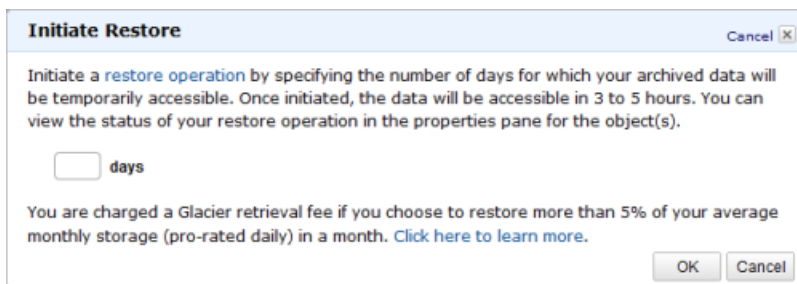 Initiate Restore
Cancel x
Initiate a restore operation by specifying the number of days for which your archived data will
be temporarily accessible. Once initiated, the data will be accessible in 3 to 5 hours. You can
view the status of your restore operation in the properties pane for the object(s).
days
You are charged a Glacier retrieval fee if you choose to restore more than 5% of your average
monthly storage (pro-rated daily) in a month. Click here to learn more.
OK Cancel